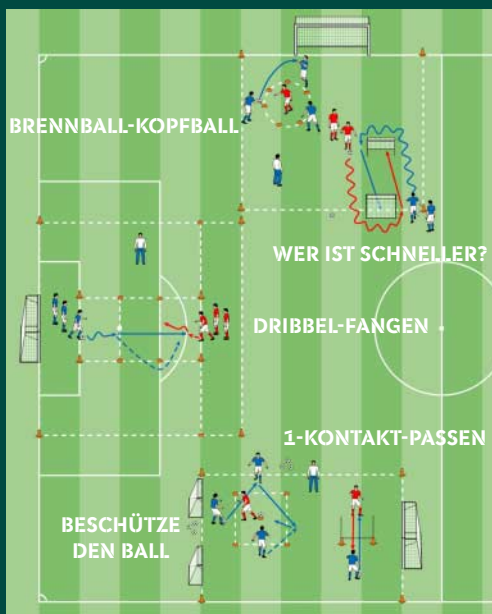 BRENNBALL-KOPFBALL
WER IST SCHNELLER?
DRIBBEL-FANGEN
1-KONTAKT-PASSEN
BESCHÜTZE
DEN BALL